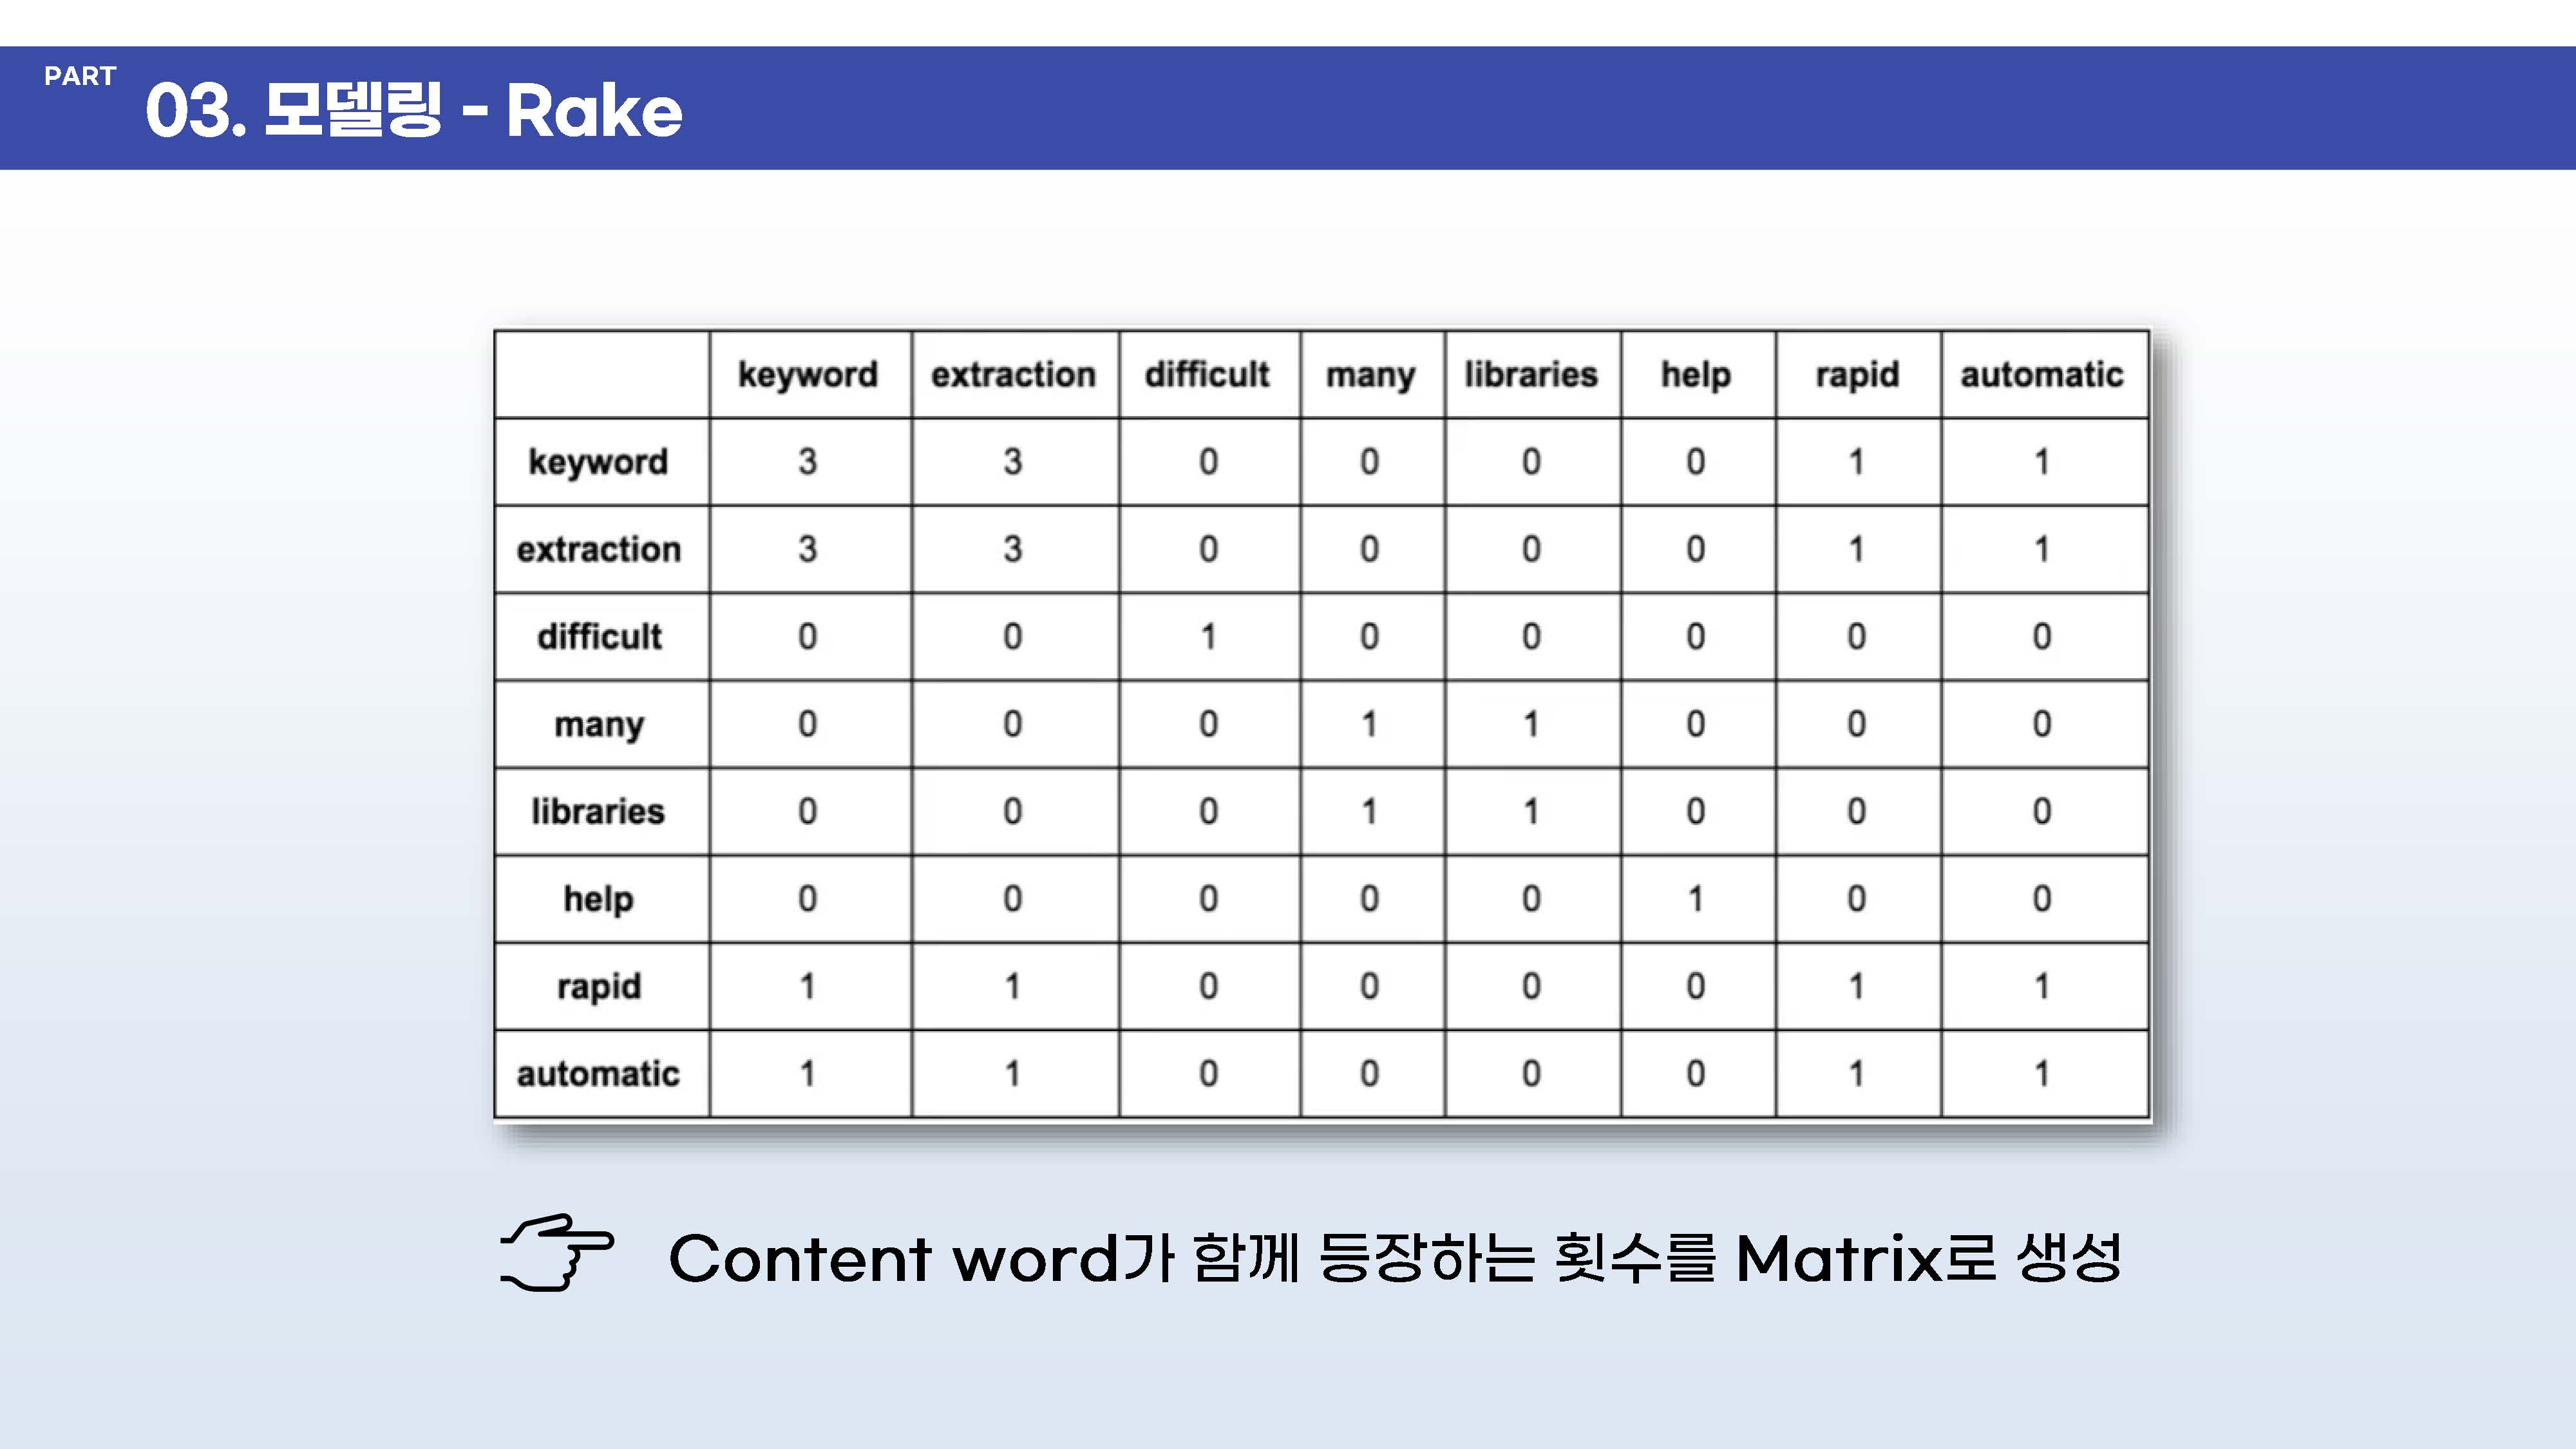 PART
03. 모델링 - Rake
keyword extraction difficult many libraries help rapid automatic
keyword 3 3 0 0 0 0 1 1
extraction 3 3 0 0 0 0 1 1
difficult 0 0 1 0 0 0 0 0
many 0 0 0 1 1 0 0 0
libraries 0 0 0 1 1 0 0 0
help 0 0 0 0 0 1 0 0
rapid 1 1 0 0 0 0 1 1
automatic 1 1 0 0 0 0 1 1
Content word가 함께 등장하는 횟수를 Matrix로 생성